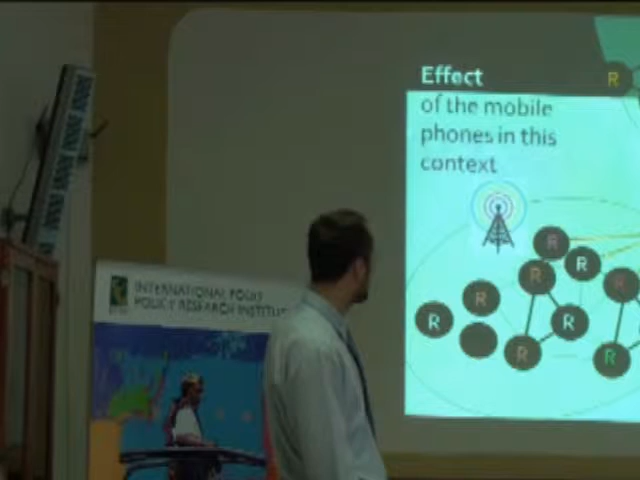 Effect
of the mobile
phones in this
context
R
R
R
R
R
R
R
R
R
R
INTERNATIONAL FOOD
POLICY RESEARCH INSTITUTE